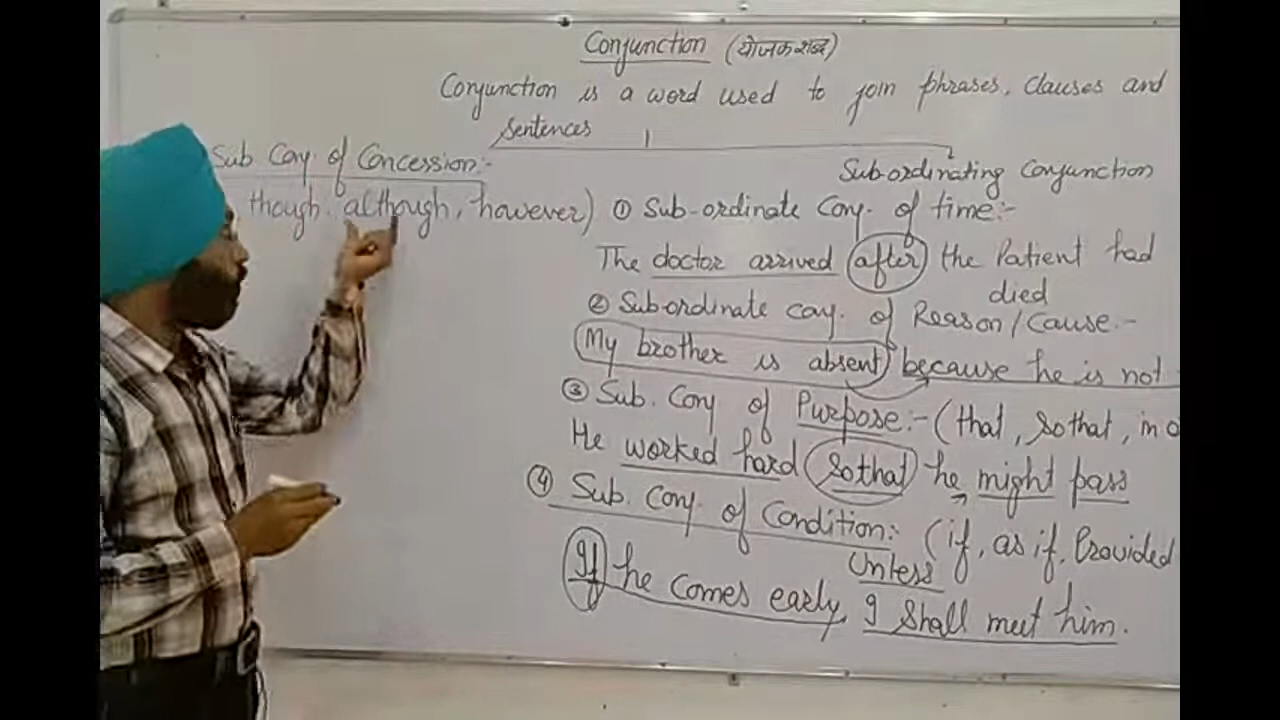 Conjunction (योजक शब्द)
Conjunction is a word used to join phrases, Clauses and
Sentences
Sub Conj. of Concession:-
though, although, however)
Sub-ordinating Conjunction
① Sub-ordinate Conj. of time:-
The doctor arrived after the Patient had
died
② Sub-ordinate conj. of Reason/Cause:-
My brother is absent because he is not
③ Sub. Conj of Purpose:- (that, so that, in o
He worked hard so that he might pass
④ Sub. Conj. of Condition:- (if, as if, Provided
Unless
If he comes early, I shall meet him.